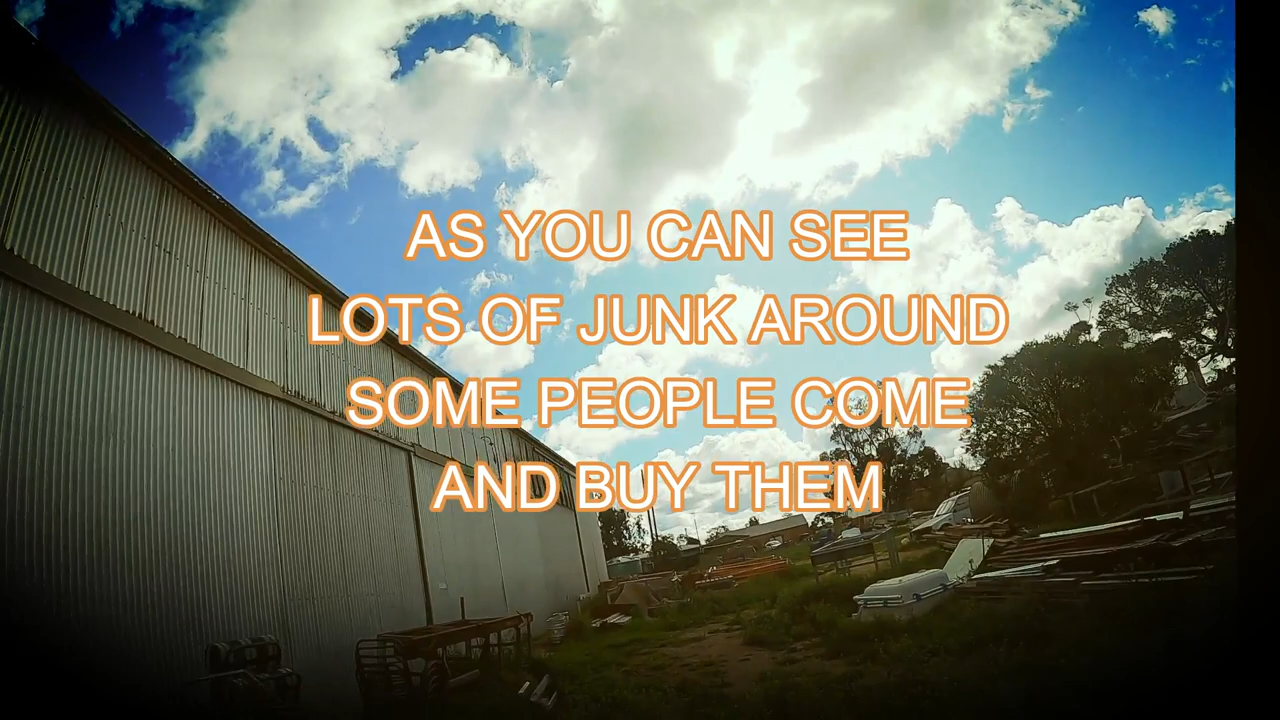 AS YOU CAN SEE
LOTS OF JUNK AROUND
SOME PEOPLE COME
AND BUY THEM